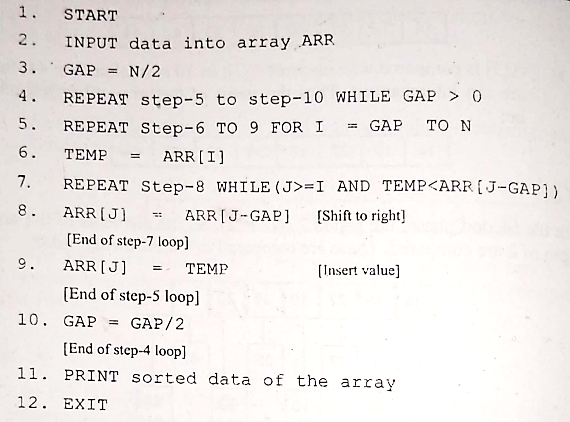 1. START
2. INPUT data into array ARR
3. GAP = N/2
4. REPEAT step-5 to step-10 WHILE GAP > 0
5. REPEAT Step-6 TO 9 FOR I = GAP TO N
6. TEMP = ARR[I]
7. REPEAT Step-8 WHILE(J>=I AND TEMP<ARR[J-GAP])
8. ARR[J] = ARR[J-GAP] [Shift to right]
[End of step-7 loop]
9. ARR[J] = TEMP [Insert value]
[End of step-5 loop]
10. GAP = GAP/2
[End of step-4 loop]
11. PRINT sorted data of the array
12. EXIT